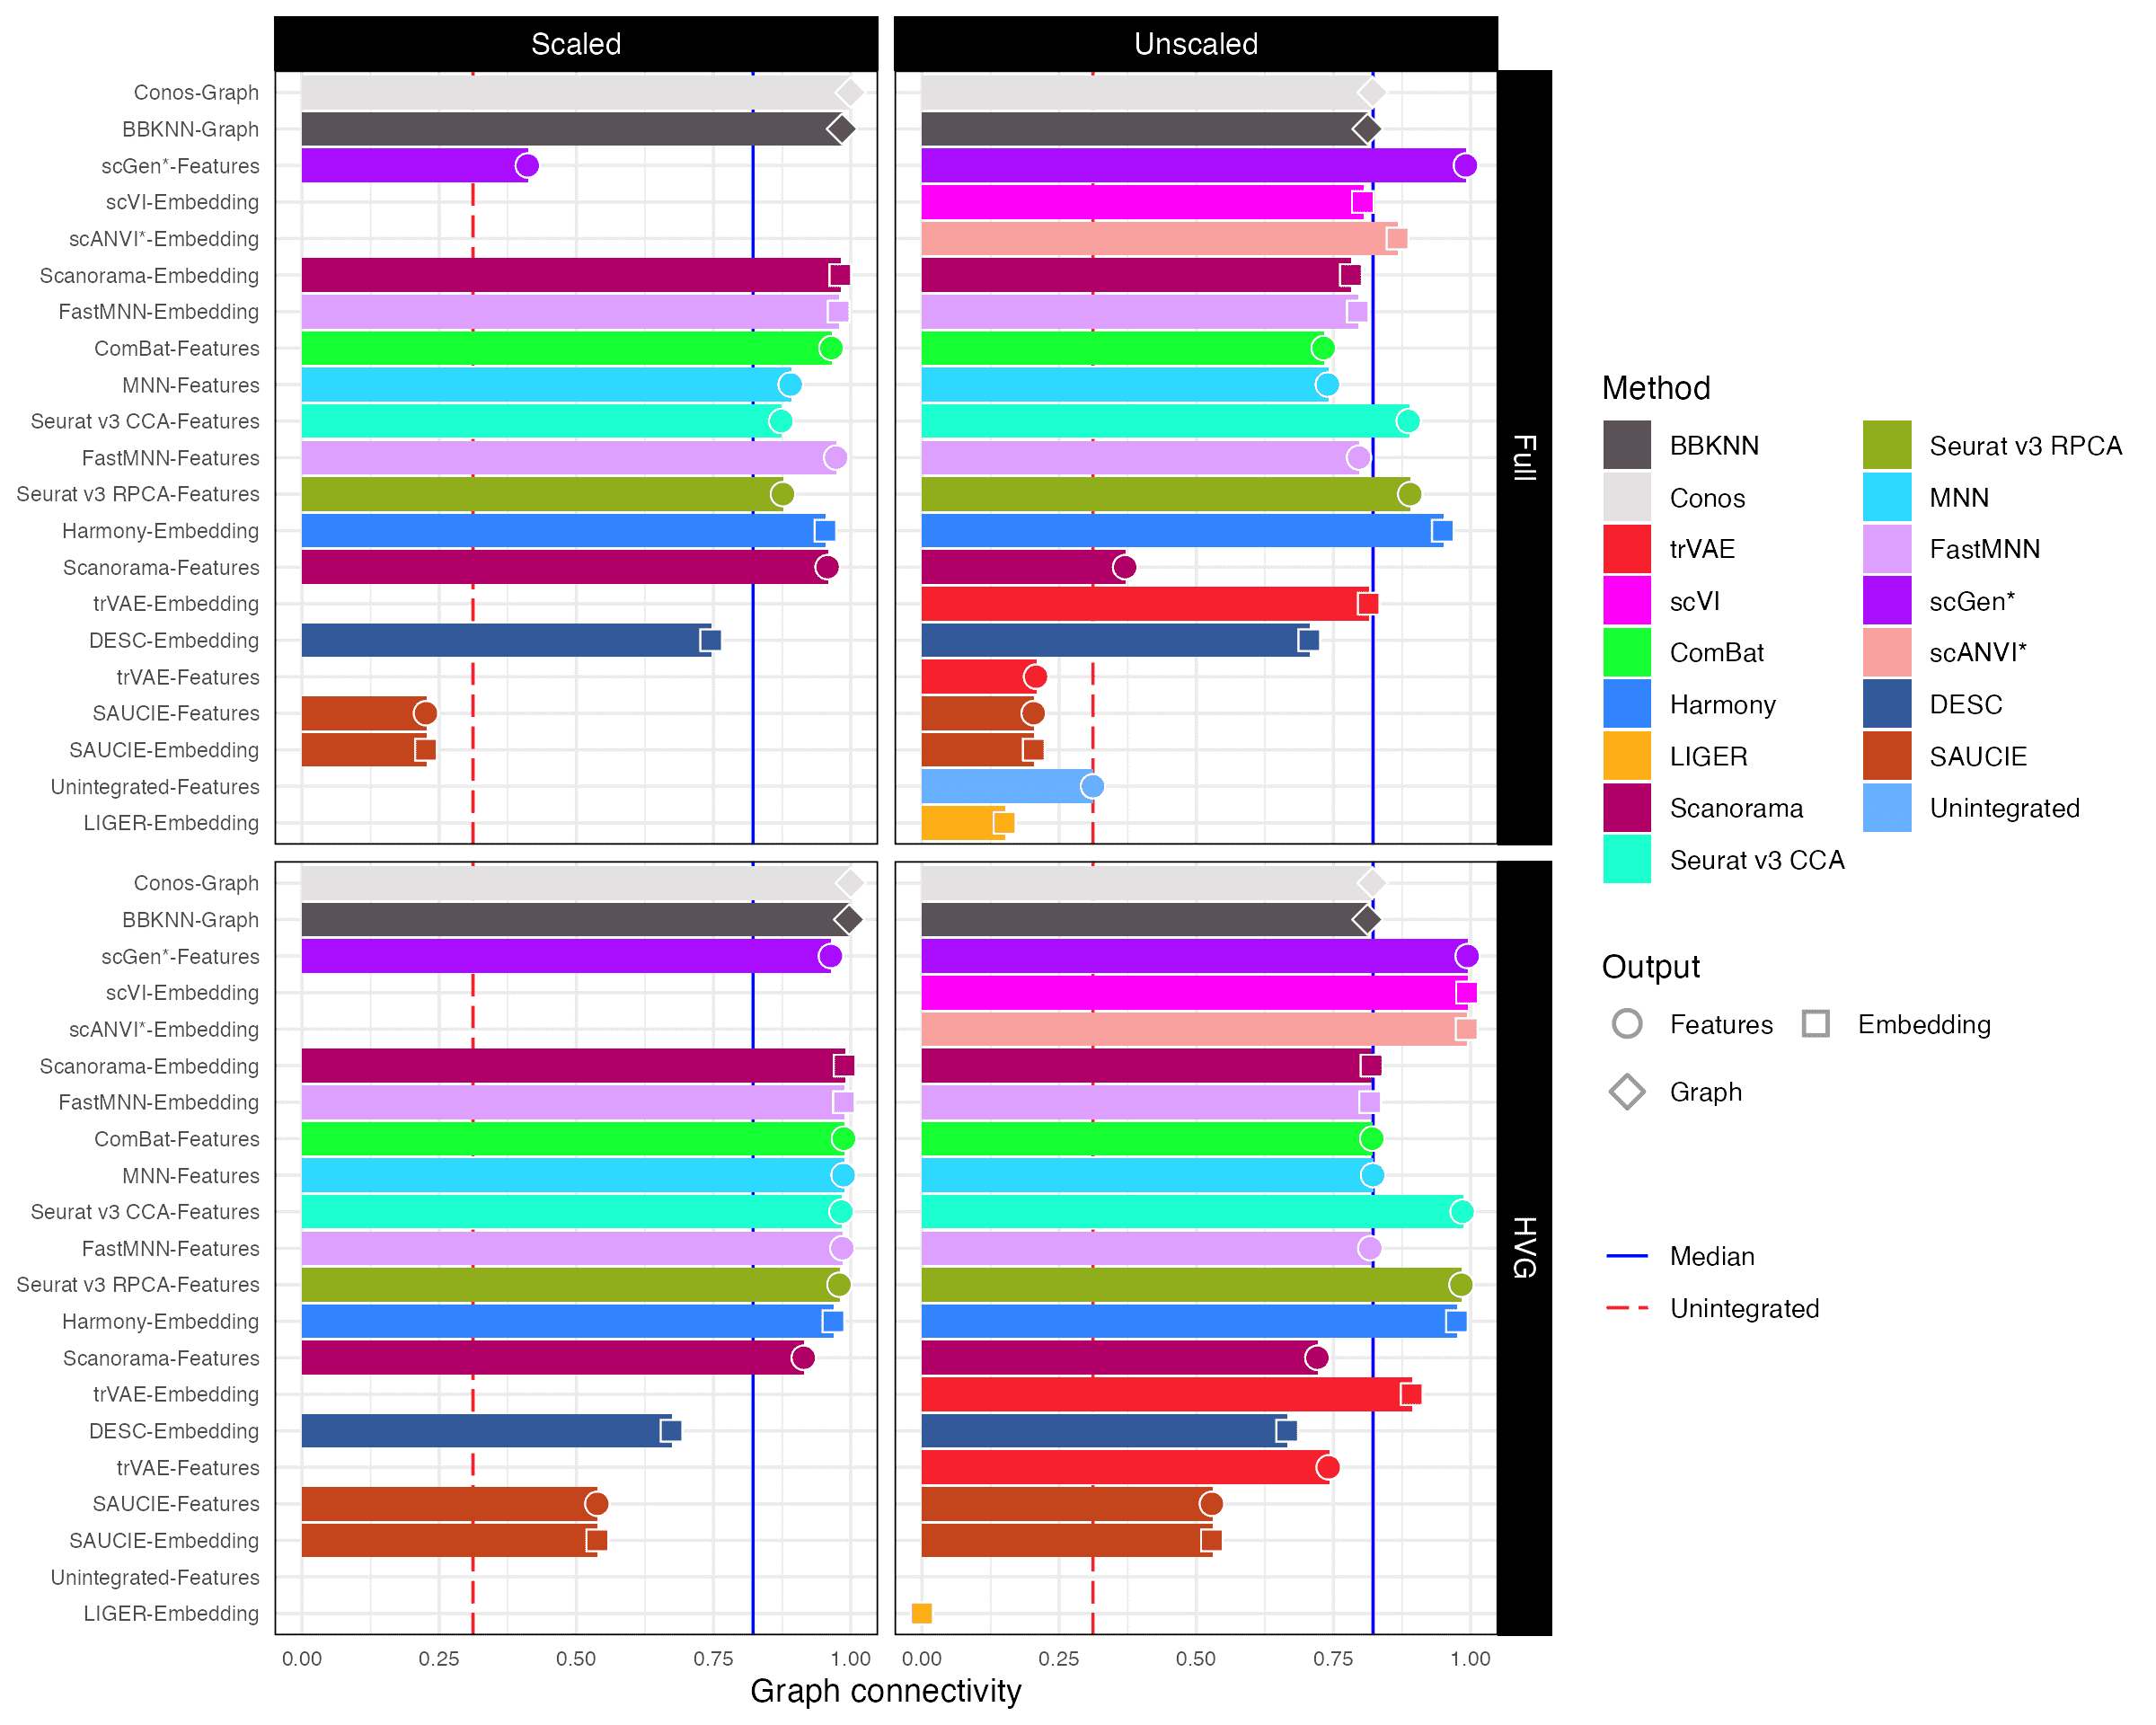 Scaled
Unscaled
Conos-Graph
BBKNN-Graph
scGen*-Features
scVI-Embedding
scANVI*-Embedding
Scanorama-Embedding
FastMNN-Embedding
ComBat-Features
MNN-Features
Seurat v3 CCA-Features
FastMNN-Features
Seurat v3 RPCA-Features
Harmony-Embedding
Scanorama-Features
trVAE-Embedding
DESC-Embedding
trVAE-Features
SAUCIE-Features
SAUCIE-Embedding
Unintegrated-Features
LIGER-Embedding
Full
Conos-Graph
BBKNN-Graph
scGen*-Features
scVI-Embedding
scANVI*-Embedding
Scanorama-Embedding
FastMNN-Embedding
ComBat-Features
MNN-Features
Seurat v3 CCA-Features
FastMNN-Features
Seurat v3 RPCA-Features
Harmony-Embedding
Scanorama-Features
trVAE-Embedding
DESC-Embedding
trVAE-Features
SAUCIE-Features
SAUCIE-Embedding
Unintegrated-Features
LIGER-Embedding
HVG
0.00 0.25 0.50 0.75 1.00
0.00 0.25 0.50 0.75 1.00
Graph connectivity
Method
BBKNN
Conos
trVAE
scVI
ComBat
Harmony
LIGER
Scanorama
Seurat v3 CCA
Seurat v3 RPCA
MNN
FastMNN
scGen*
scANVI*
DESC
SAUCIE
Unintegrated
Output
Features
Embedding
Graph
Median
Unintegrated